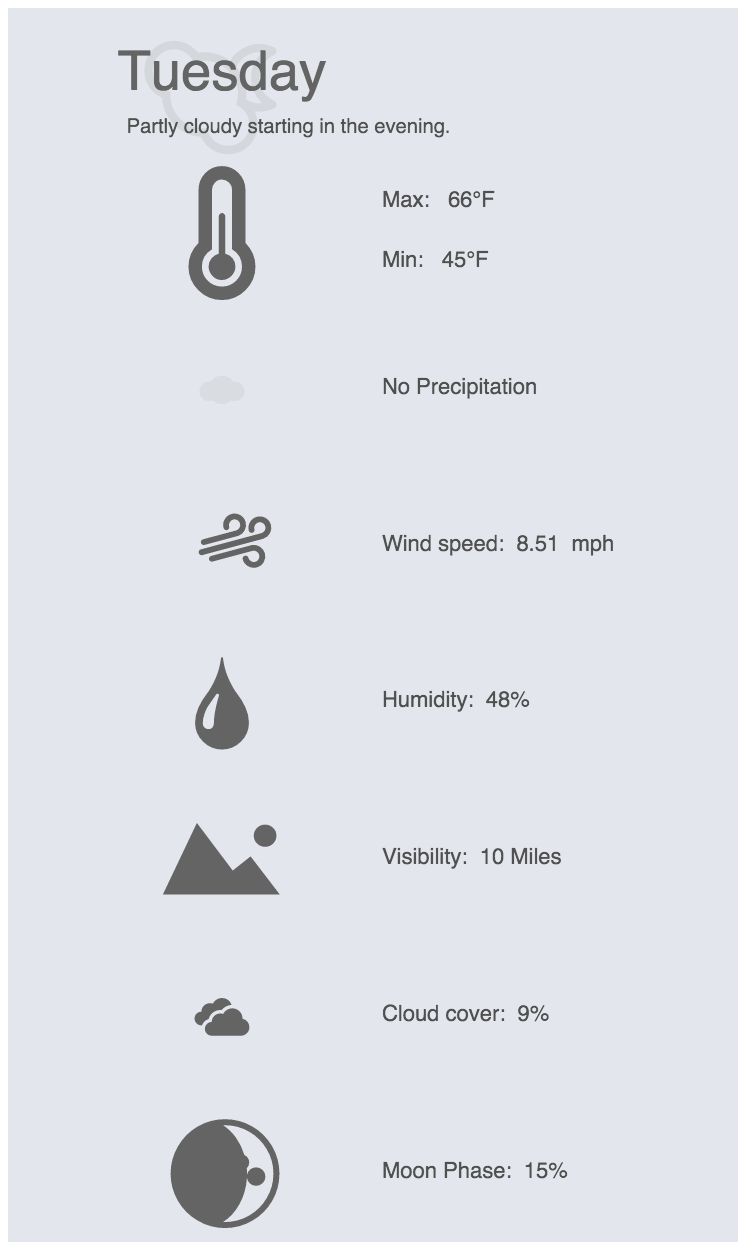 Tuesday
Partly cloudy starting in the evening.
Max: 66°F
Min: 45°F
No Precipitation
Wind speed: 8.51 mph
Humidity: 48%
Visibility: 10 Miles
Cloud cover: 9%
Moon Phase: 15%